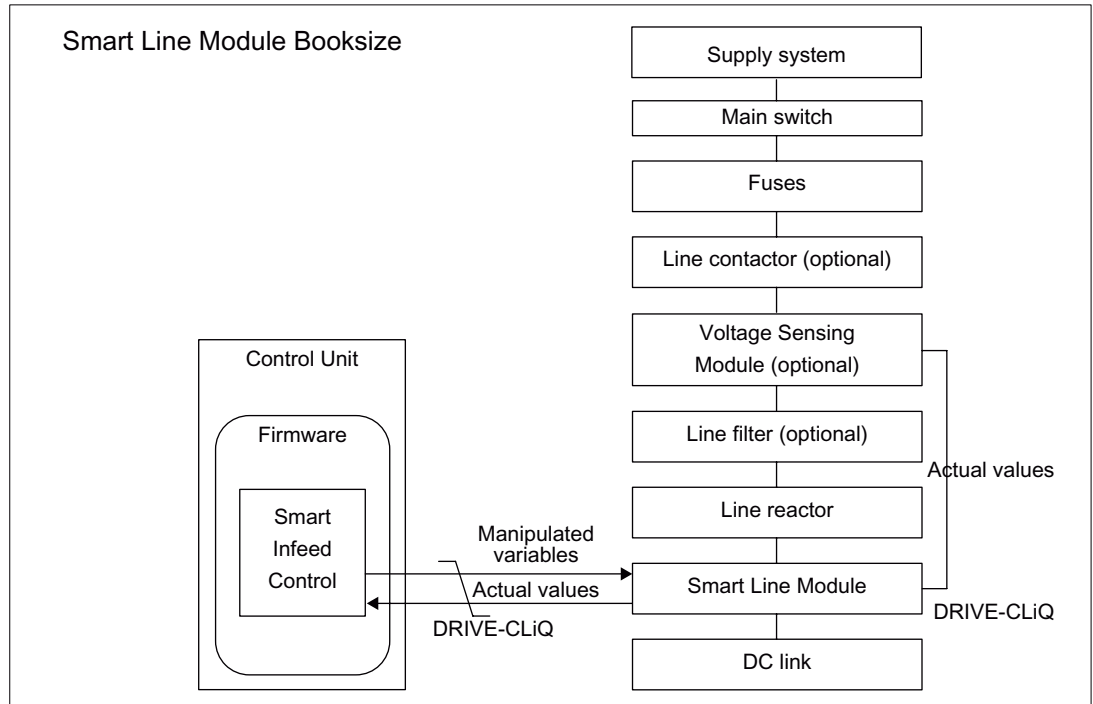 Smart Line Module Booksize
Supply system
Main switch
Fuses
Line contactor (optional)
Voltage Sensing
Module (optional)
Line filter (optional)
Actual values
Line reactor
Smart Line Module
DRIVE-CLiQ
DC link
Control Unit
Firmware
Smart
Infeed
Control
Manipulated
variables
Actual values
DRIVE-CLiQ